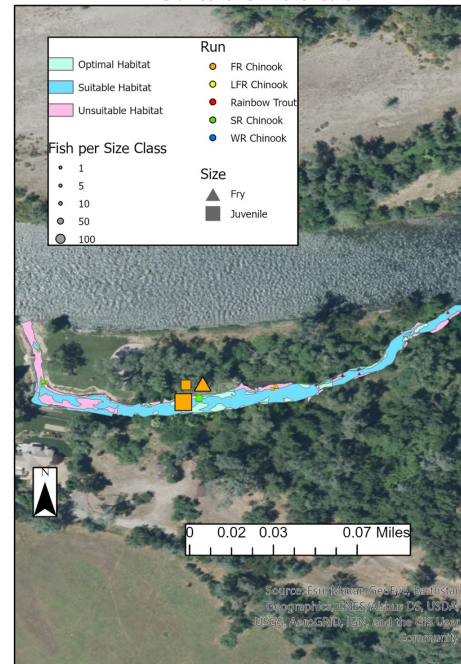 Run
Optimal Habitat
Suitable Habitat
Unsuitable Habitat
FR Chinook
LFR Chinook
Rainbow Trout
SR Chinook
WR Chinook
Fish per Size Class
1
5
10
50
100
Size
Fry
Juvenile
N
0 0.02 0.03 0.07 Miles
Source: Esri, Maxar, GeoEye, Earthstar
Geographics, CNES/Airbus DS, USDA,
USGS, AeroGRID, IGN, and the GIS User
Community